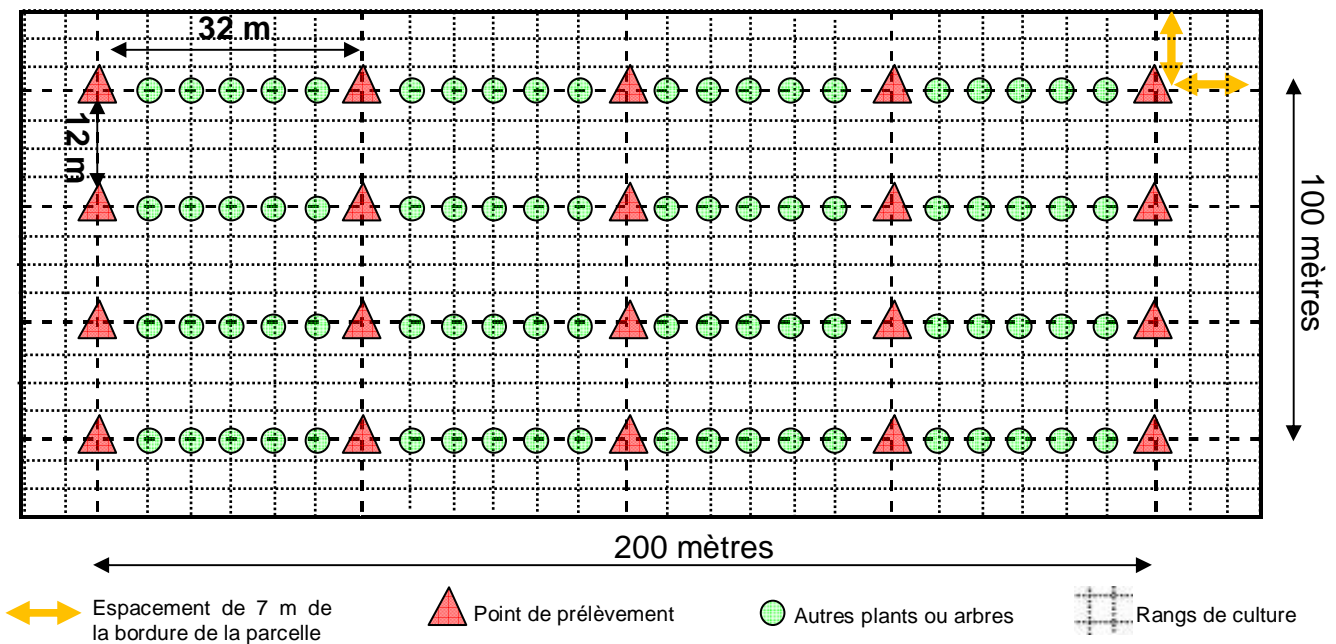 32 m
12 m
100 mètres
200 mètres
Espacement de 7 m de
la bordure de la parcelle
Point de prélèvement
Autres plants ou arbres
Rangs de culture